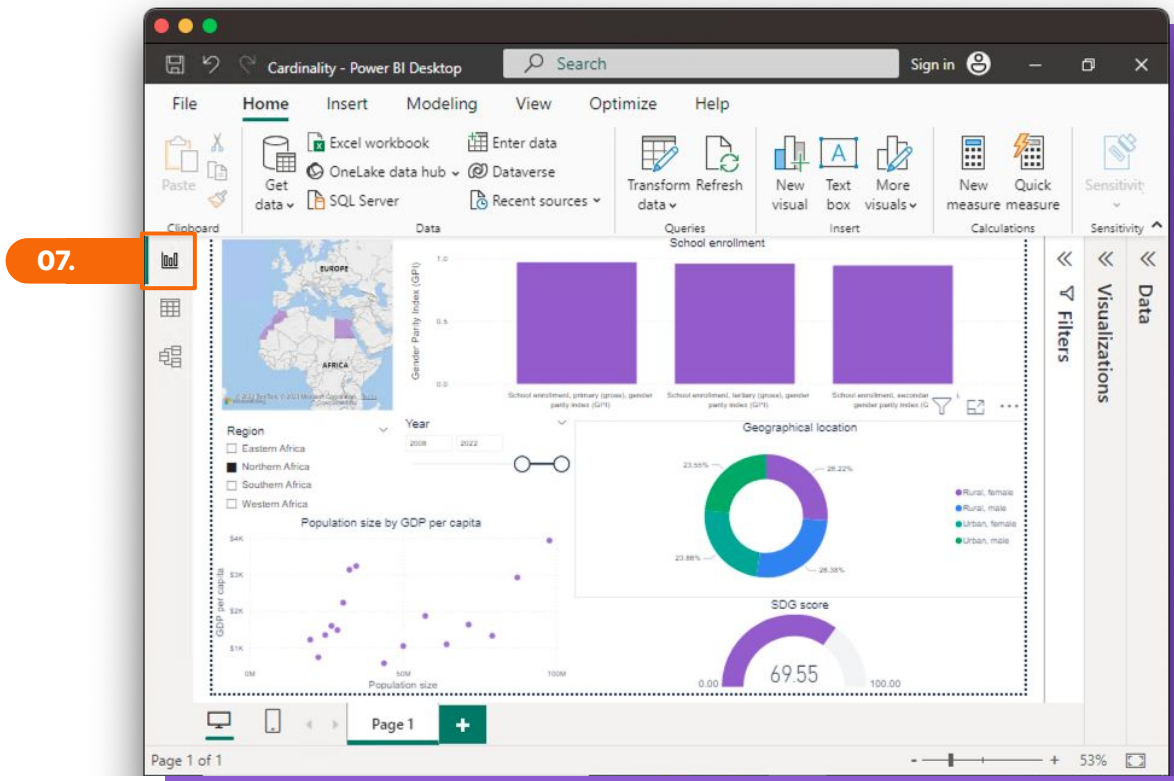 07.
Cardinality - Power BI Desktop
Search
Sign in
File Home Insert Modeling View Optimize Help
Paste
Clipboard
Get data
Excel workbook
OneLake data hub
SQL Server
Enter data
Dataverse
Recent sources
Data
Transform data
Refresh
Queries
New visual
Text box
More visuals
Insert
New measure
Quick measure
Calculations
Sensitivity
Sensitivity
EUROPE
AFRICA
School enrollment
Gender Parity Index (GPI)
1.0
0.5
0.0
School enrollment, primary (gross), gender
parity index (GPI)
School enrollment, tertiary (gross), gender
parity index (GPI)
School enrollment, secondar
gender parity index (G
Region
Eastern Africa
Northern Africa
Southern Africa
Western Africa
Year
2008 2022
Geographical location
23.55%
28.22%
23.86%
26.38%
Rural, female
Rural, male
Urban, female
Urban, male
Population size by GDP per capita
GDP per capita
$4K
$3K
$2K
$1K
0M 50M 100M
Population size
SDG score
69.55
0.00 100.00
Filters
Visualizations
Data
Page 1
Page 1 of 1
- + 53%